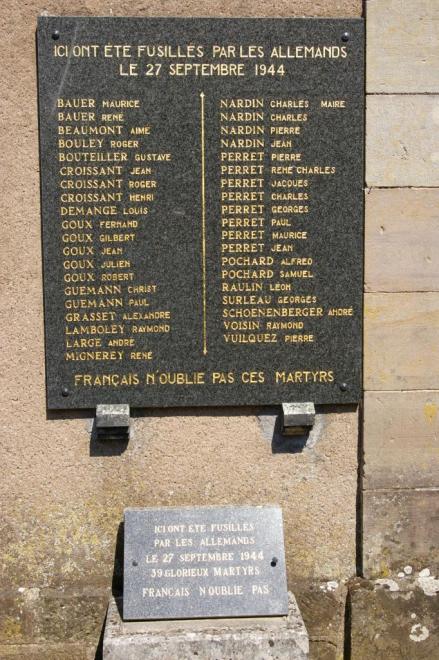 ICI ONT ÉTÉ FUSILLÉS PAR LES ALLEMANDS
LE 27 SEPTEMBRE 1944
BAUER MAURICE
BAUER RENÉ
BEAUMONT AIMÉ
BOULEY ROGER
BOUTEILLER GUSTAVE
CROISSANT JEAN
CROISSANT ROGER
CROISSANT HENRI
DEMANGE LOUIS
GOUX FERNAND
GOUX GILBERT
GOUX JEAN
GOUX JULIEN
GOUX ROBERT
GUEMANN CHRIST
GUEMANN PAUL
GRASSET ALEXANDRE
LAMBOLEY RAYMOND
LARGE ANDRÉ
MIGNEREY RENÉ
NARDIN CHARLES MAIRE
NARDIN CHARLES
NARDIN PIERRE
NARDIN JEAN
PERRET PIERRE
PERRET RENÉ CHARLES
PERRET JACQUES
PERRET CHARLES
PERRET GEORGES
PERRET PAUL
PERRET MAURICE
PERRET JEAN
POCHARD ALFRED
POCHARD SAMUEL
RAULIN LÉON
SURLEAU GEORGES
SCHOENENBERGER ANDRÉ
VOISIN RAYMOND
VUILQUEZ PIERRE
FRANÇAIS N'OUBLIE PAS CES MARTYRS
ICI ONT ÉTÉ FUSILLÉS
PAR LES ALLEMANDS
LE 27 SEPTEMBRE 1944
39 GLORIEUX MARTYRS
FRANÇAIS N'OUBLIE PAS